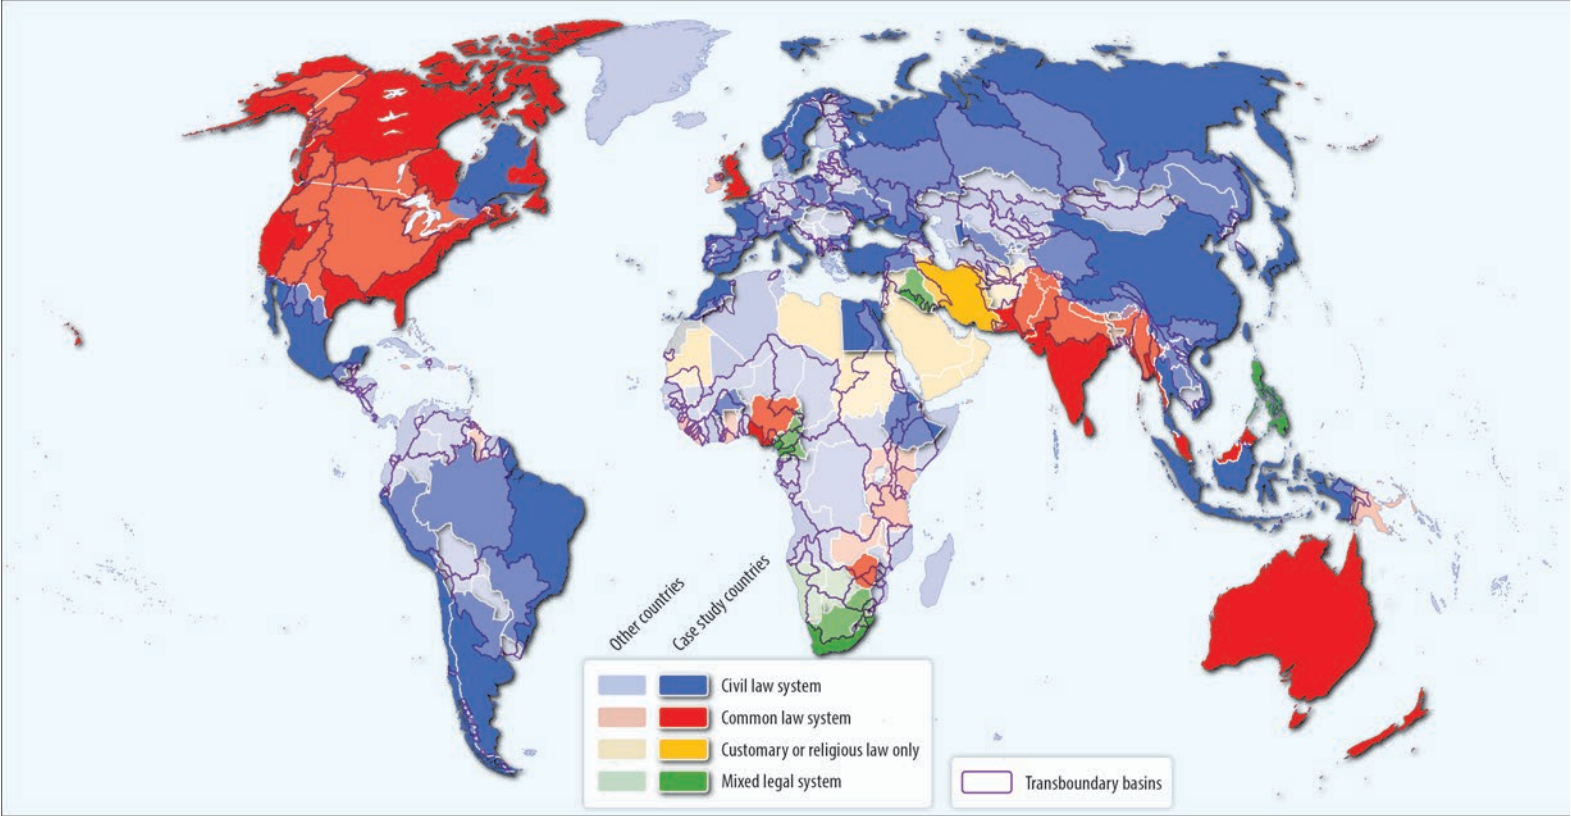 Other countries
Case study countries
Civil law system
Common law system
Customary or religious law only
Mixed legal system
Transboundary basins